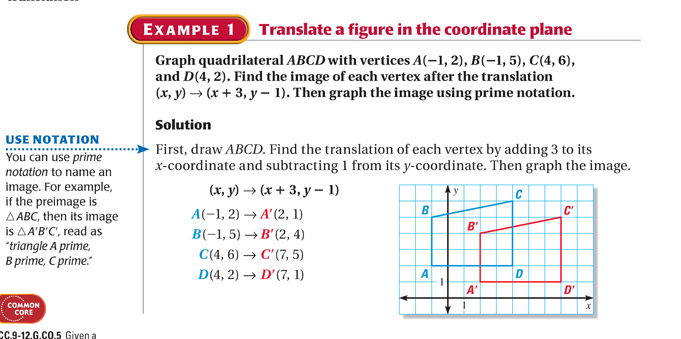 EXAMPLE 1 Translate a figure in the coordinate plane
Graph quadrilateral ABCD with vertices A(−1, 2), B(−1, 5), C(4, 6),
and D(4, 2). Find the image of each vertex after the translation
(x, y) → (x + 3, y − 1). Then graph the image using prime notation.
Solution
First, draw ABCD. Find the translation of each vertex by adding 3 to its
x-coordinate and subtracting 1 from its y-coordinate. Then graph the image.
(x, y) → (x + 3, y − 1)
A(−1, 2) → A′(2, 1)
B(−1, 5) → B′(2, 4)
C(4, 6) → C′(7, 5)
D(4, 2) → D′(7, 1)
y
C
B
C′
B′
A
D
1
A′
D′
1
x
USE NOTATION
You can use prime
notation to name an
image. For example,
if the preimage is
△ABC, then its image
is △A′B′C′, read as
“triangle A prime,
B prime, C prime.”
COMMON
CORE
CC.9-12.G.CO.5 Given a